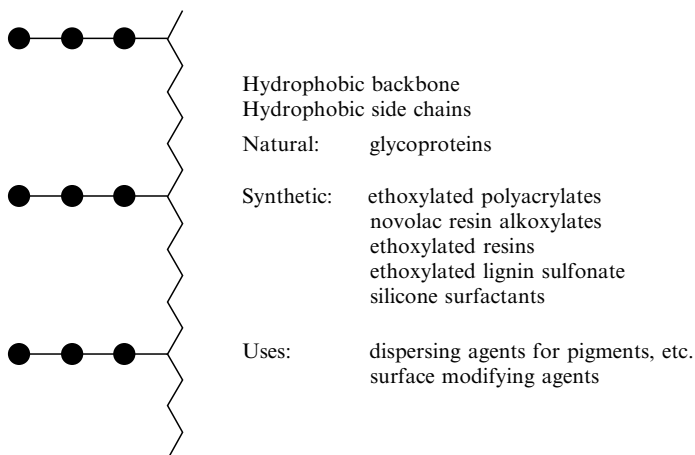 Hydrophobic backbone
Hydrophobic side chains
Natural: glycoproteins
Synthetic: ethoxylated polyacrylates
novolac resin alkoxylates
ethoxylated resins
ethoxylated lignin sulfonate
silicone surfactants
Uses: dispersing agents for pigments, etc.
surface modifying agents